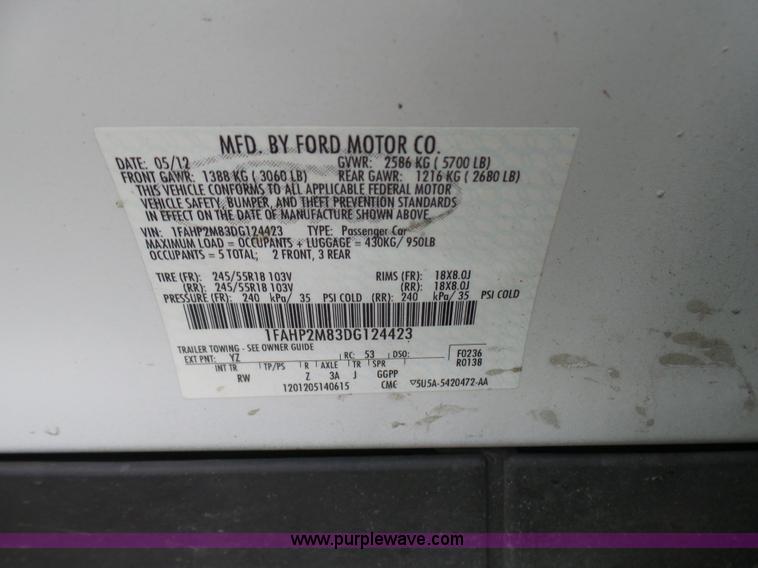 MFD. BY FORD MOTOR CO.
DATE: 05/12 GVWR: 2586 KG ( 5700 LB)
FRONT GAWR: 1388 KG ( 3060 LB) REAR GAWR: 1216 KG ( 2680 LB)
THIS VEHICLE CONFORMS TO ALL APPLICABLE FEDERAL MOTOR
VEHICLE SAFETY, BUMPER, AND THEFT PREVENTION STANDARDS
IN EFFECT ON THE DATE OF MANUFACTURE SHOWN ABOVE.
VIN: 1FAHP2M83DG124423 TYPE: Passenger Car
MAXIMUM LOAD = OCCUPANTS + LUGGAGE = 430KG/ 950LB
OCCUPANTS = 5 TOTAL; 2 FRONT, 3 REAR
TIRE (FR): 245/55R18 103V RIMS (FR): 18X8.0J
(RR): 245/55R18 103V (RR): 18X8.0J
PRESSURE (FR): 240 kPa/ 35 PSI COLD (RR): 240 kPa/ 35 PSI COLD
1FAHP2M83DG124423
TRAILER TOWING - SEE OWNER GUIDE
EXT PNT: YZ RC: 53 DSO: F0236
INT TR TP/PS R AXLE TR SPR R0138
RW Z 3A J GGPP
1201205140615 CMC ▽5U5A-5420472-AA
www.purplewave.com